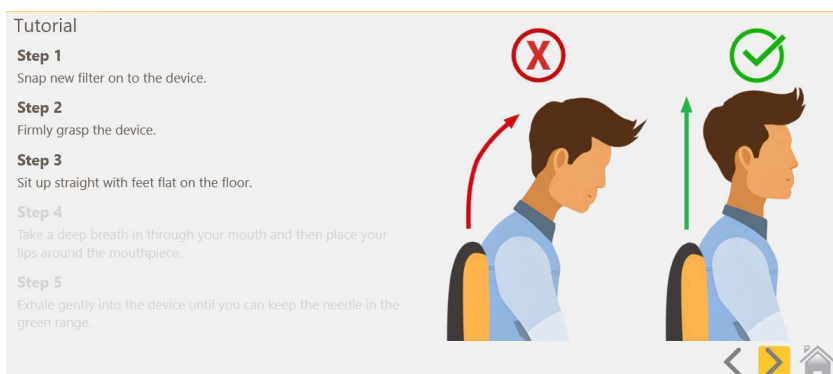 Tutorial
Step 1
Snap new filter on to the device.
Step 2
Firmly grasp the device.
Step 3
Sit up straight with feet flat on the floor.
Step 4
Take a deep breath in through your mouth and then place your
lips around the mouthpiece.
Step 5
Exhale gently into the device until you can keep the needle in the
green range.
X